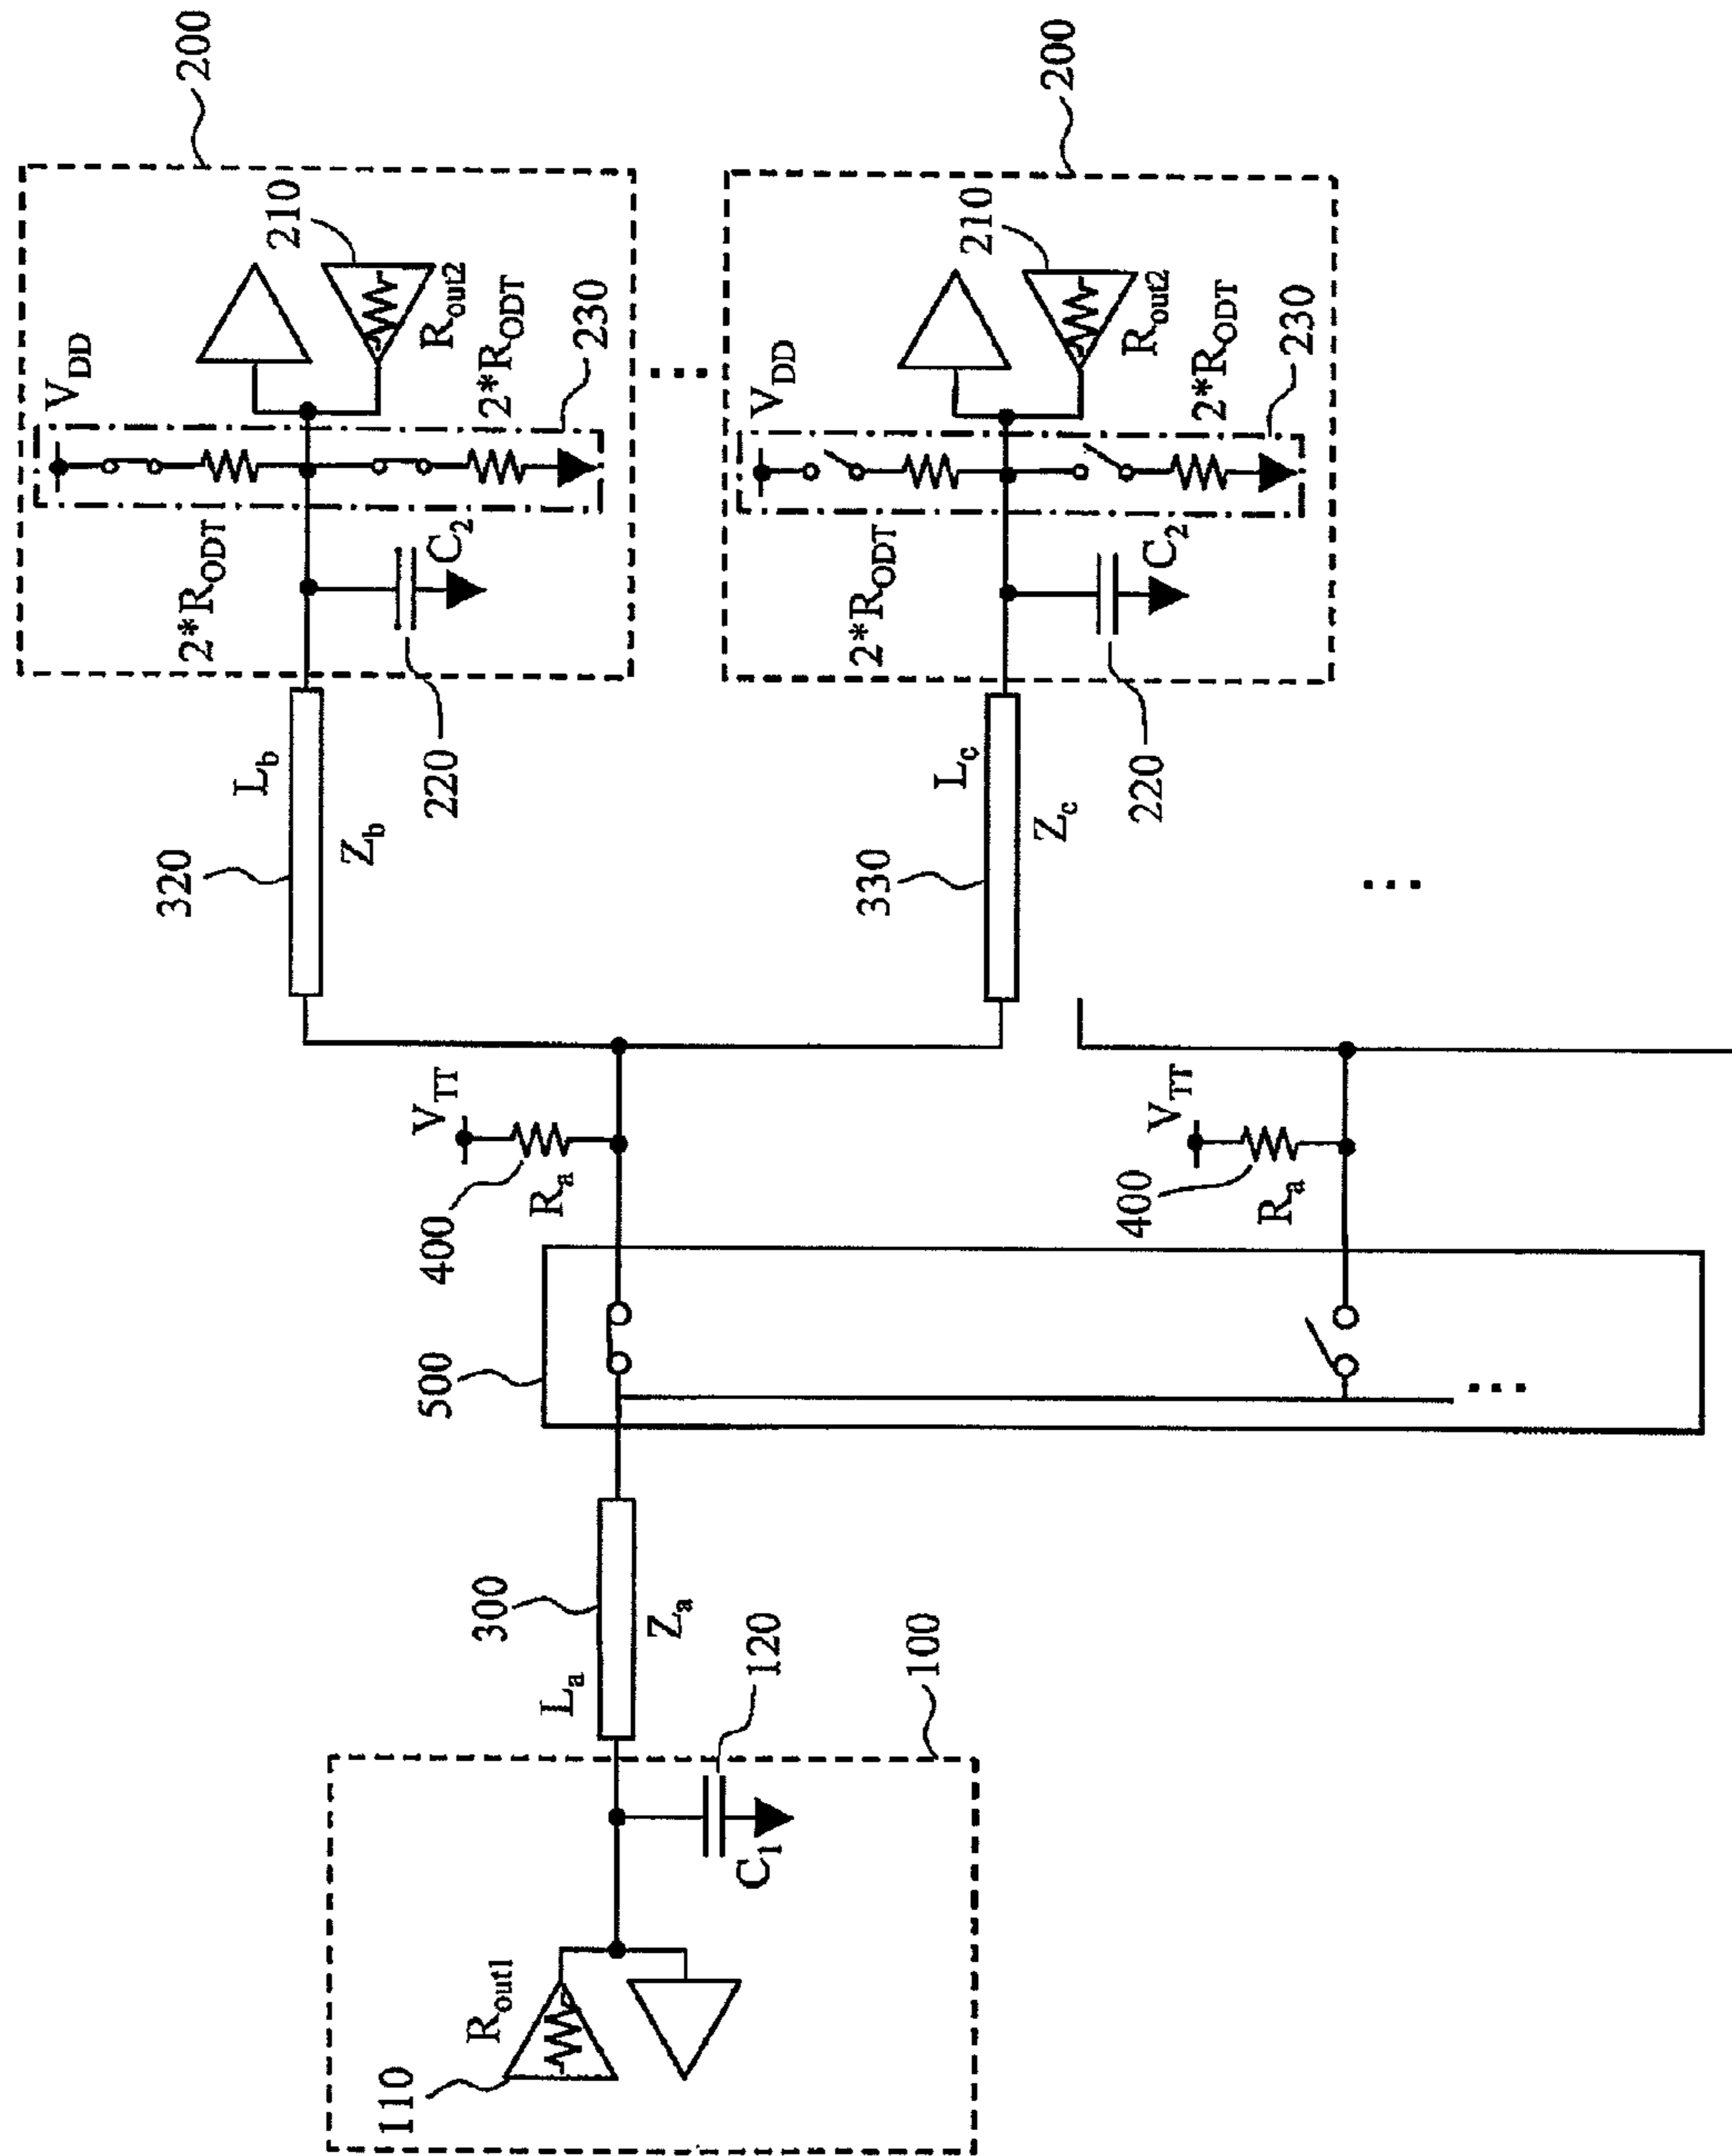 200
V_DD
210
R_out2
2*R_ODT
230
2*R_ODT
C_2
220
L_b
Z_b
320
200
V_DD
210
R_out2
2*R_ODT
230
2*R_ODT
C_2
220
L_c
Z_c
330
...
...
V_TT
400
R_a
V_TT
400
R_a
500
...
300
L_a
Z_a
120
100
C_1
R_out1
110